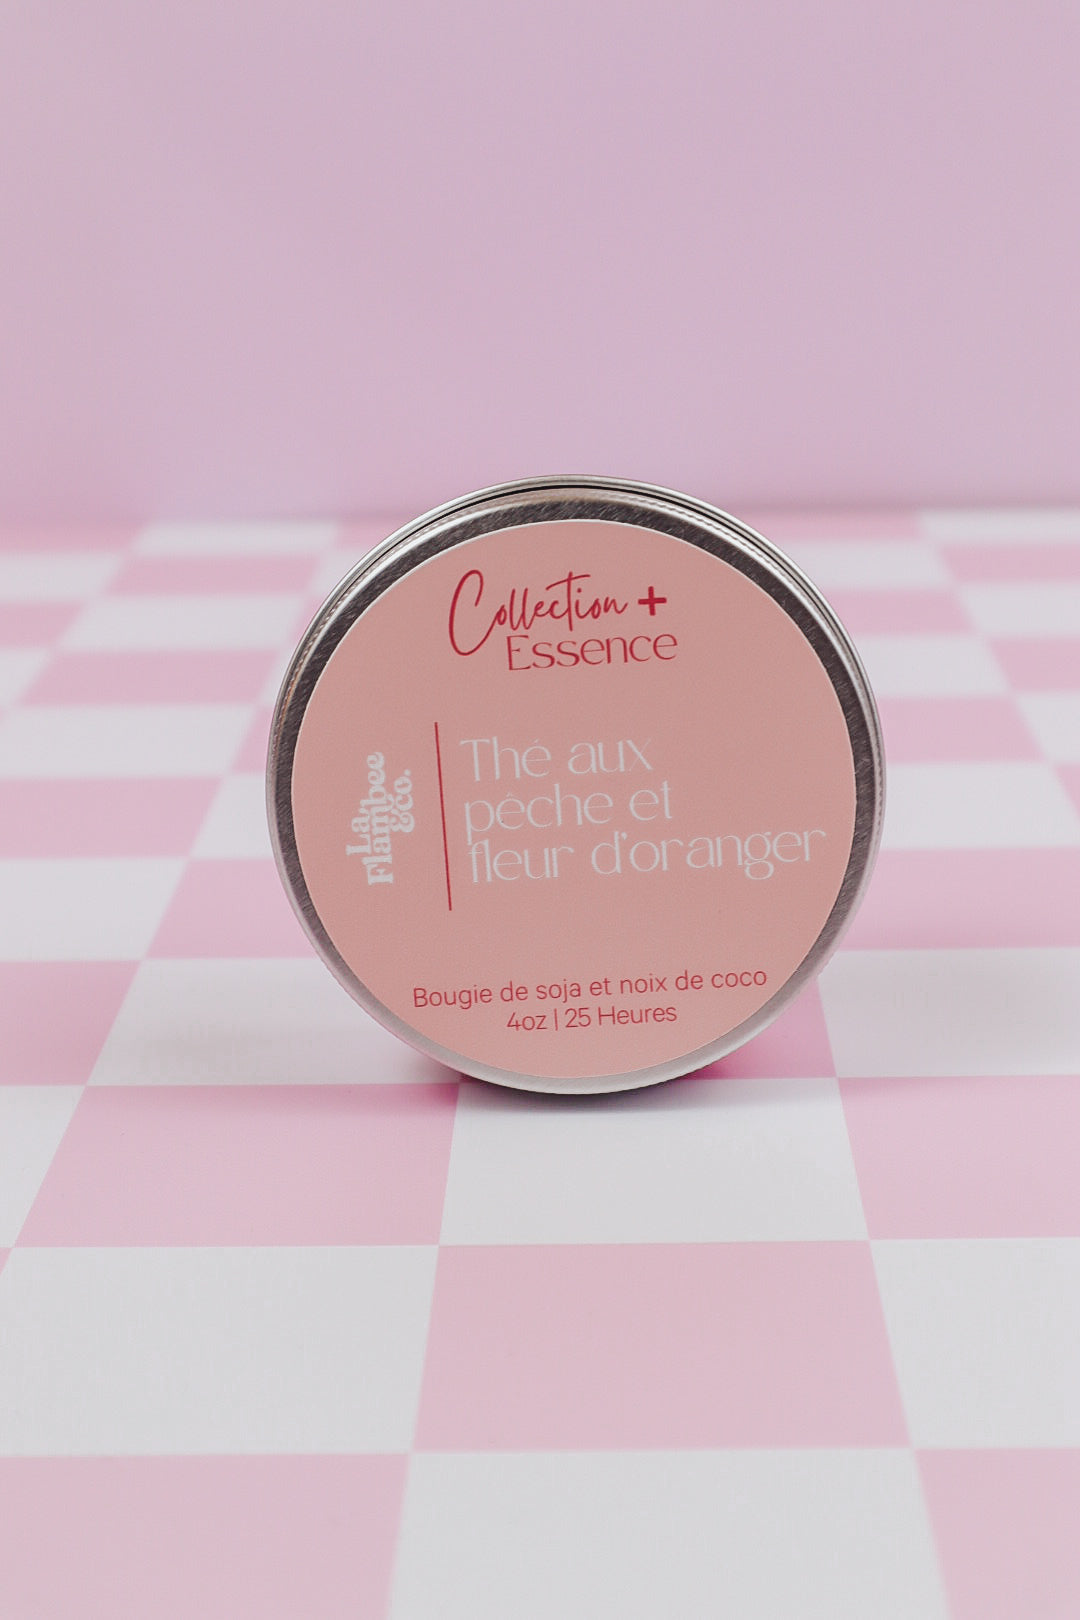 Collection +
Essence
La
Flambee
&co.
Thé aux
pêche et
fleur d'oranger
Bougie de soja et noix de coco
4oz | 25 Heures